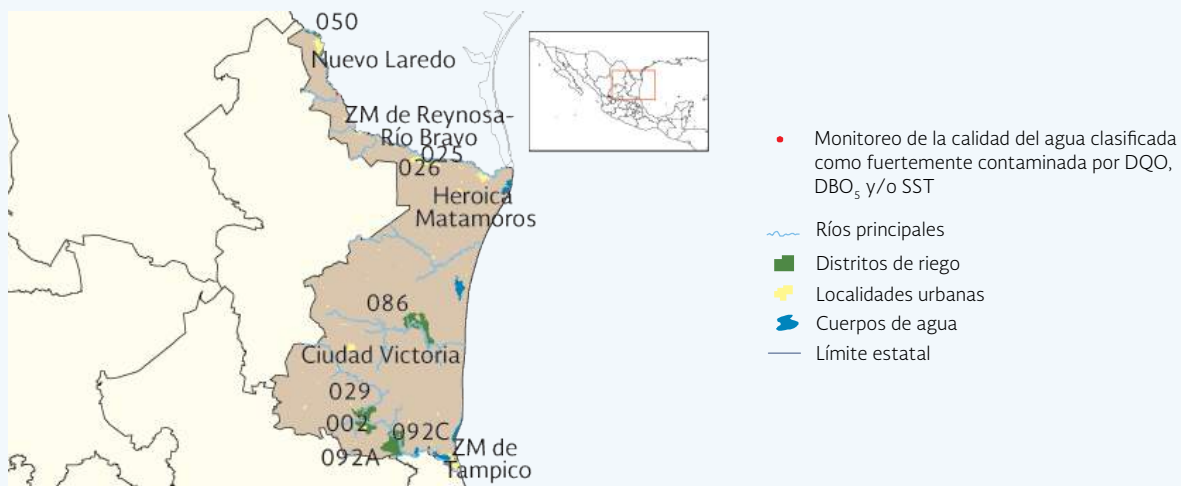 050
Nuevo Laredo
ZM de Reynosa-
Río Bravo
025
026
Heroica
Matamoros
086
Ciudad Victoria
029
002
092C
092A
ZM de
Tampico
Monitoreo de la calidad del agua clasificada
como fuertemente contaminada por DQO,
DBO₅ y/o SST
Ríos principales
Distritos de riego
Localidades urbanas
Cuerpos de agua
Límite estatal